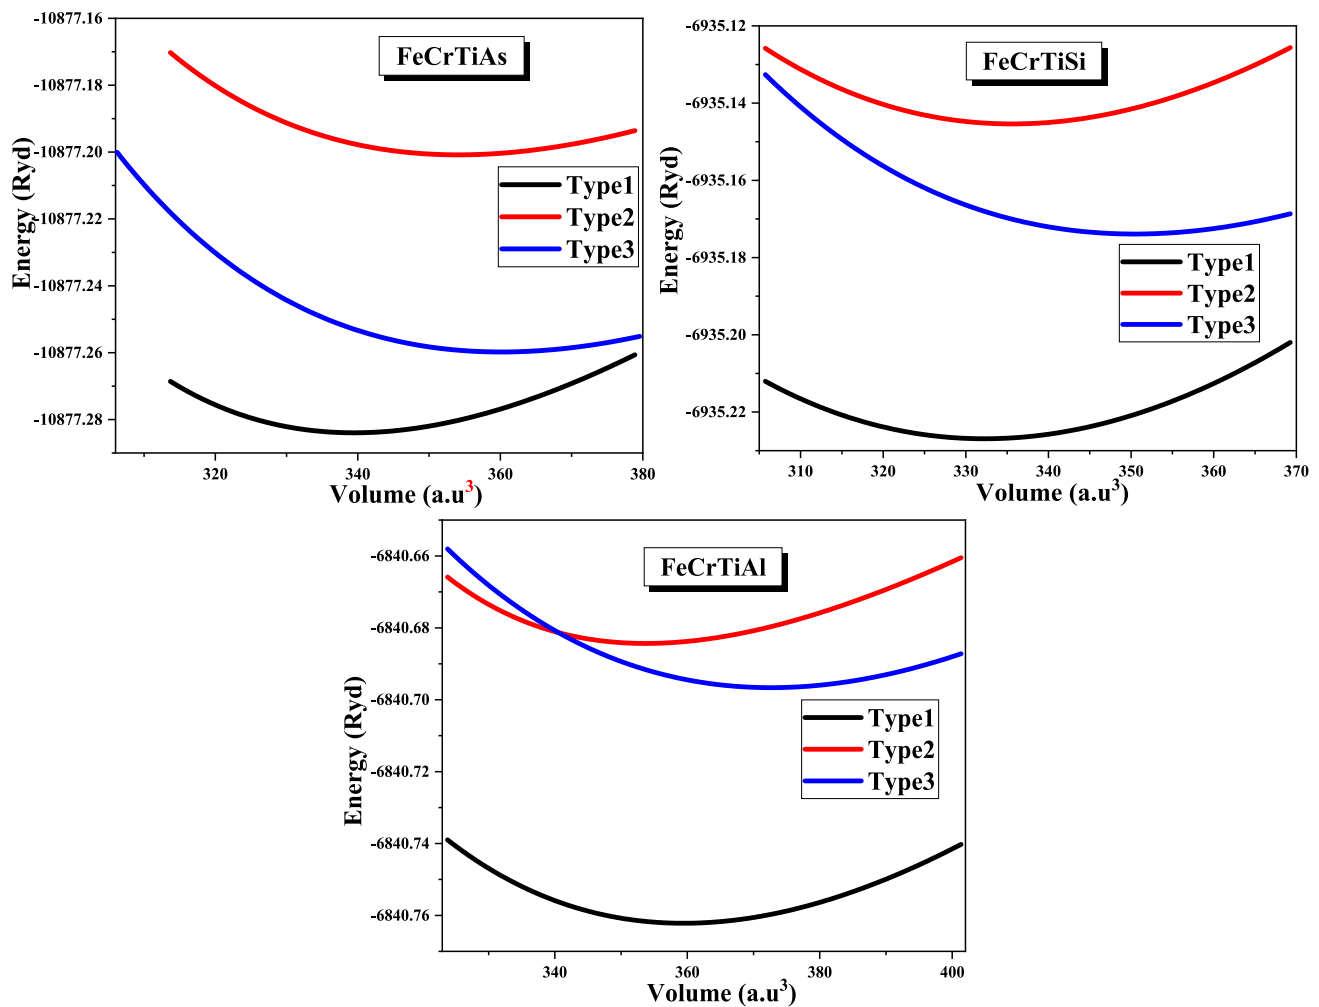 FeCrTiAs
Energy (Ryd)
-10877.16
-10877.18
-10877.20
-10877.22
-10877.24
-10877.26
-10877.28
Type1
Type2
Type3
320
340
360
380
Volume (a.u³)
FeCrTiSi
Energy (Ryd)
-6935.12
-6935.14
-6935.16
-6935.18
-6935.20
-6935.22
Type1
Type2
Type3
310
320
330
340
350
360
370
Volume (a.u³)
FeCrTiAl
Energy (Ryd)
-6840.66
-6840.68
-6840.70
-6840.72
-6840.74
-6840.76
Type1
Type2
Type3
340
360
380
400
Volume (a.u³)